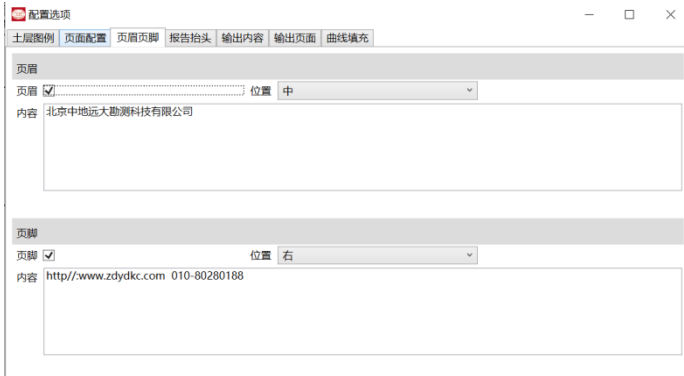 配置选项
土层图例 页面配置 页眉页脚 报告抬头 输出内容 输出页面 曲线填充
页眉
页眉 位置 中
内容 北京中地远大勘测科技有限公司
页脚
页脚 位置 右
内容 http//:www.zdydkc.com 010-80280188